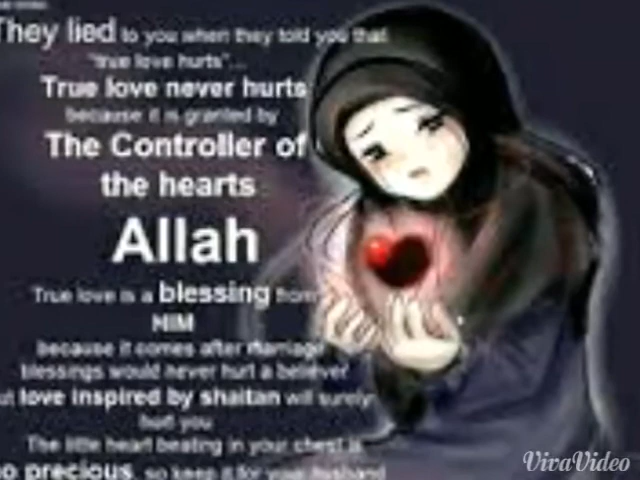 They lied to you when they told you that
"true love hurts"...
True love never hurts
because it is granted by
The Controller of
the hearts
Allah
True love is a blessing from
HIM
because it comes after marriage
blessings would never hurt a believer
but love inspired by shaitan will surely
hurt you
The little heart beating in your chest is
so precious, so keep it for your husband
VivaVideo